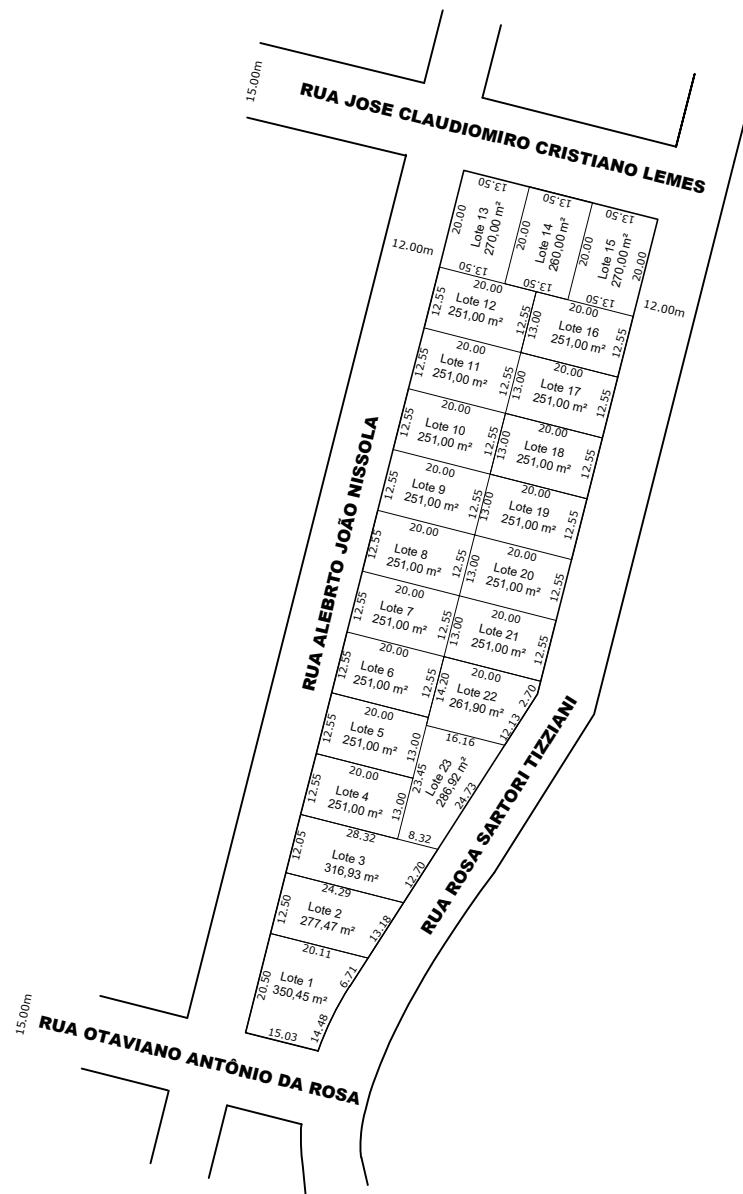 15.00m
RUA JOSE CLAUDIOMIRO CRISTIANO LEMES
13.50
13.50
13.50
20.00
Lote 13
270,00 m²
20.00
Lote 14
260,00 m²
20.00
Lote 15
270,00 m²
20.00
13.50
13.50
13.50
12.00m
12.00m
20.00
12.55
Lote 12
251,00 m²
12.55
20.00
13.00
Lote 16
251,00 m²
12.55
20.00
12.55
Lote 11
251,00 m²
12.55
20.00
13.00
Lote 17
251,00 m²
12.55
20.00
12.55
Lote 10
251,00 m²
12.55
20.00
13.00
Lote 18
251,00 m²
12.55
20.00
12.55
Lote 9
251,00 m²
12.55
20.00
13.00
Lote 19
251,00 m²
12.55
20.00
12.55
Lote 8
251,00 m²
12.55
20.00
13.00
Lote 20
251,00 m²
12.55
20.00
12.55
Lote 7
251,00 m²
12.55
20.00
13.00
Lote 21
251,00 m²
12.55
RUA ALEBRTO JOÃO NISSOLA
20.00
12.55
Lote 6
251,00 m²
12.55
20.00
14.20
Lote 22
261,90 m²
2.70
12.13
20.00
12.55
Lote 5
251,00 m²
13.00
16.16
23.45
Lote 23
286,92 m²
24.73
8.32
20.00
12.55
Lote 4
251,00 m²
13.00
28.32
12.05
Lote 3
316,93 m²
12.70
24.29
12.50
Lote 2
277,47 m²
13.18
20.11
20.50
Lote 1
350,45 m²
6.71
14.48
15.03
RUA ROSA SARTORI TIZZIANI
15.00m
RUA OTAVIANO ANTÔNIO DA ROSA